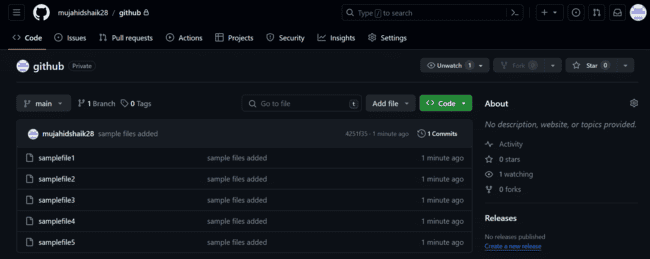 mujahidshaik28 / github
Type / to search
Code Issues Pull requests Actions Projects Security Insights Settings
github Private
Unwatch 1 Fork 0 Star 0
main 1 Branch 0 Tags Go to file t Add file Code
mujahidshaik28 sample files added 4251f35 · 1 minute ago 1 Commits
samplefile1 sample files added 1 minute ago
samplefile2 sample files added 1 minute ago
samplefile3 sample files added 1 minute ago
samplefile4 sample files added 1 minute ago
samplefile5 sample files added 1 minute ago
About
No description, website, or topics provided.
Activity
0 stars
1 watching
0 forks
Releases
No releases published
Create a new release